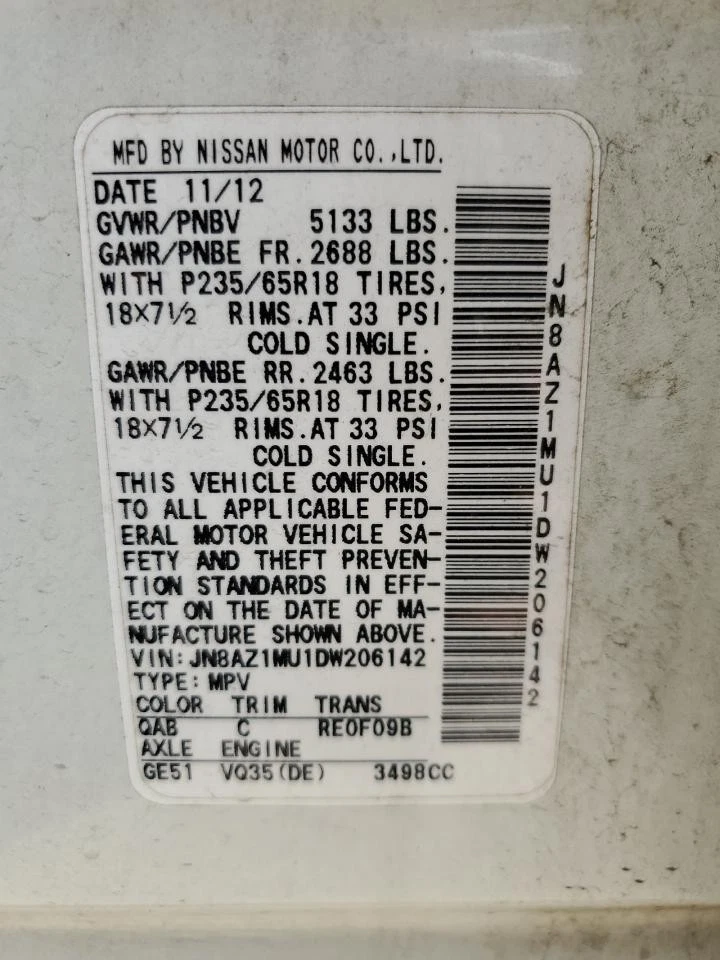 MFD BY NISSAN MOTOR CO.,LTD.
DATE 11/12
GVWR/PNBV 5133 LBS.
GAWR/PNBE FR.2688 LBS.
WITH P235/65R18 TIRES,
18×7½ RIMS.AT 33 PSI
COLD SINGLE.
GAWR/PNBE RR.2463 LBS.
WITH P235/65R18 TIRES,
18×7½ RIMS.AT 33 PSI
COLD SINGLE.
THIS VEHICLE CONFORMS
TO ALL APPLICABLE FED-
ERAL MOTOR VEHICLE SA-
FETY AND THEFT PREVEN-
TION STANDARDS IN EFF-
ECT ON THE DATE OF MA-
NUFACTURE SHOWN ABOVE.
VIN:JN8AZ1MU1DW206142
TYPE:MPV
COLOR TRIM TRANS
QAB C RE0F09B
AXLE ENGINE
GE51 VQ35(DE) 3498CC
JN8AZ1MU1DW206142